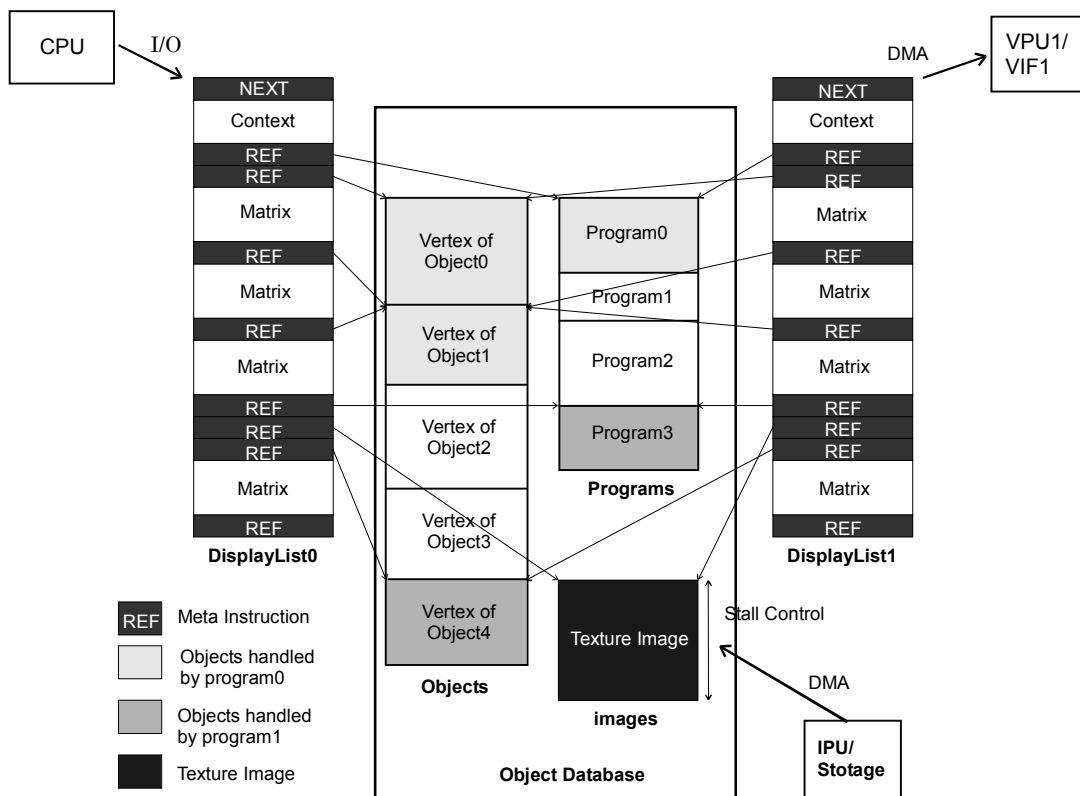 CPU
I/O
NEXT
Context
REF
REF
Matrix
REF
Matrix
REF
Matrix
REF
REF
REF
Matrix
REF
DisplayList0
Vertex of
Object0
Vertex of
Object1
Vertex of
Object2
Vertex of
Object3
Vertex of
Object4
Objects
Program0
Program1
Program2
Program3
Programs
Texture Image
images
Object Database
DMA
VPU1/
VIF1
NEXT
Context
REF
REF
Matrix
REF
Matrix
REF
Matrix
REF
REF
REF
Matrix
REF
DisplayList1
Stall Control
DMA
IPU/
Stotage
REF
Meta Instruction
Objects handled
by program0
Objects handled
by program1
Texture Image